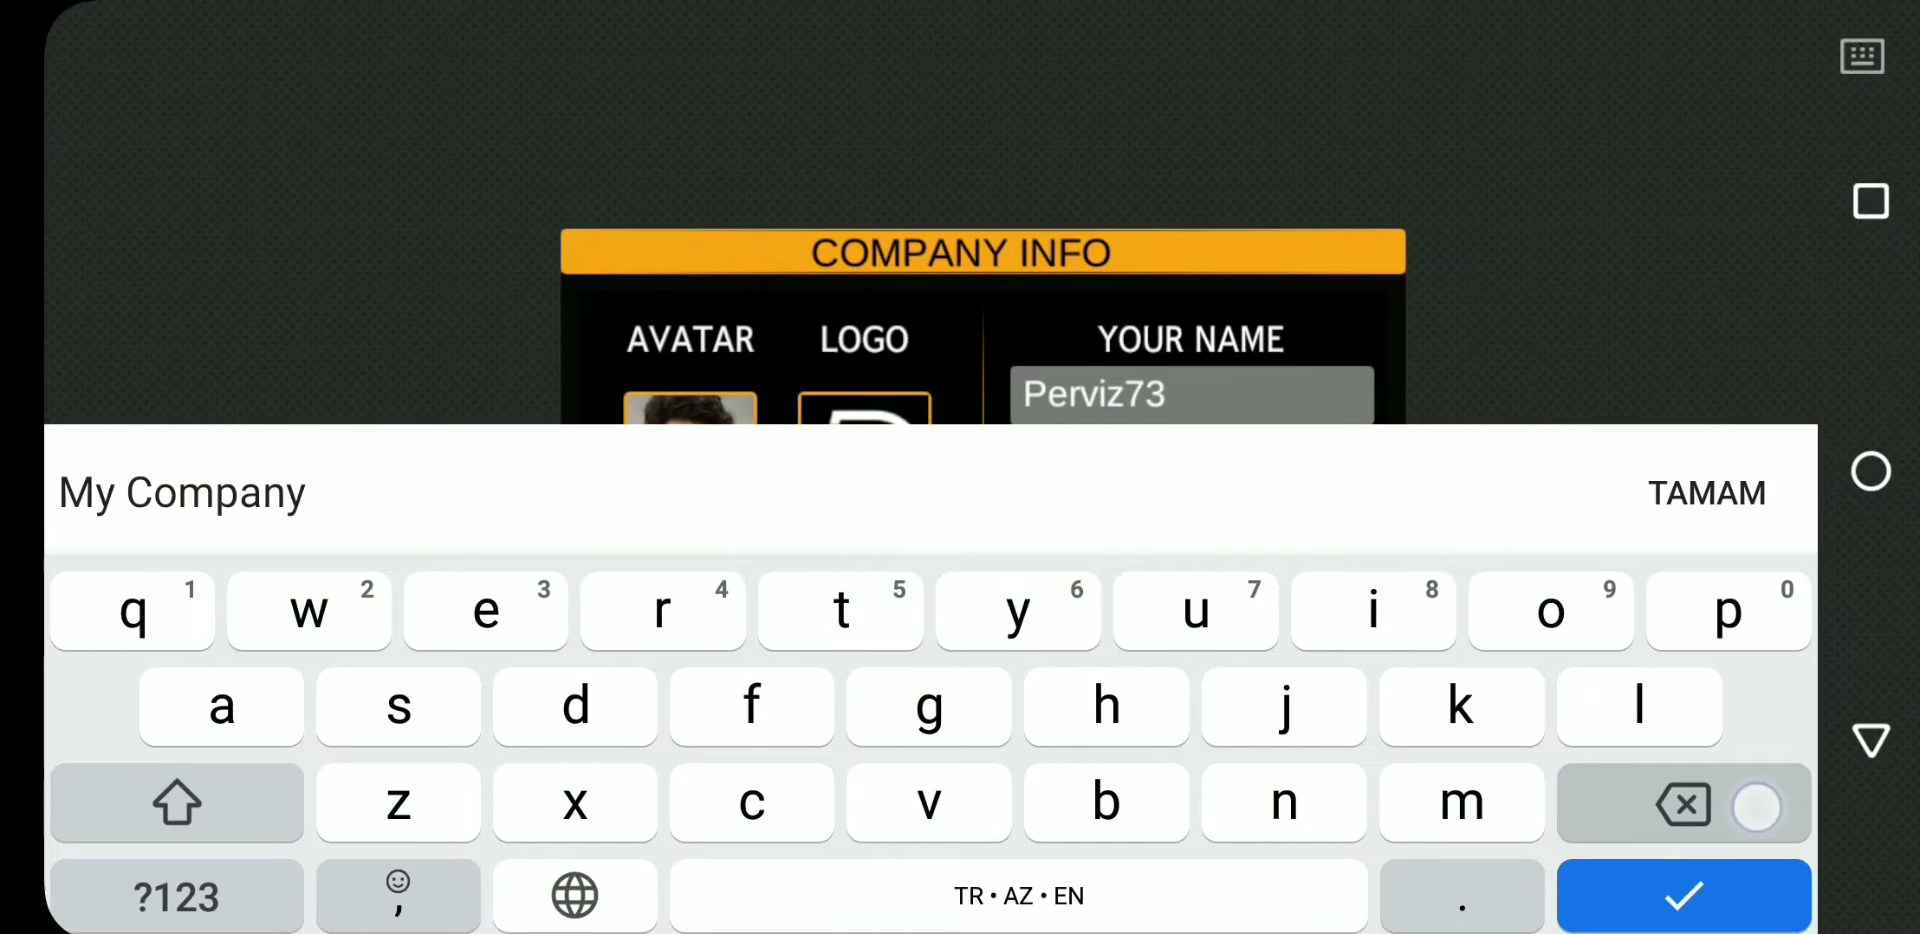 COMPANY INFO
AVATAR LOGO YOUR NAME
Perviz73
My Company TAMAM
q 1 w 2 e 3 r 4 t 5 y 6 u 7 i 8 o 9 p 0
a s d f g h j k l
z x c v b n m
?123 , TR • AZ • EN .